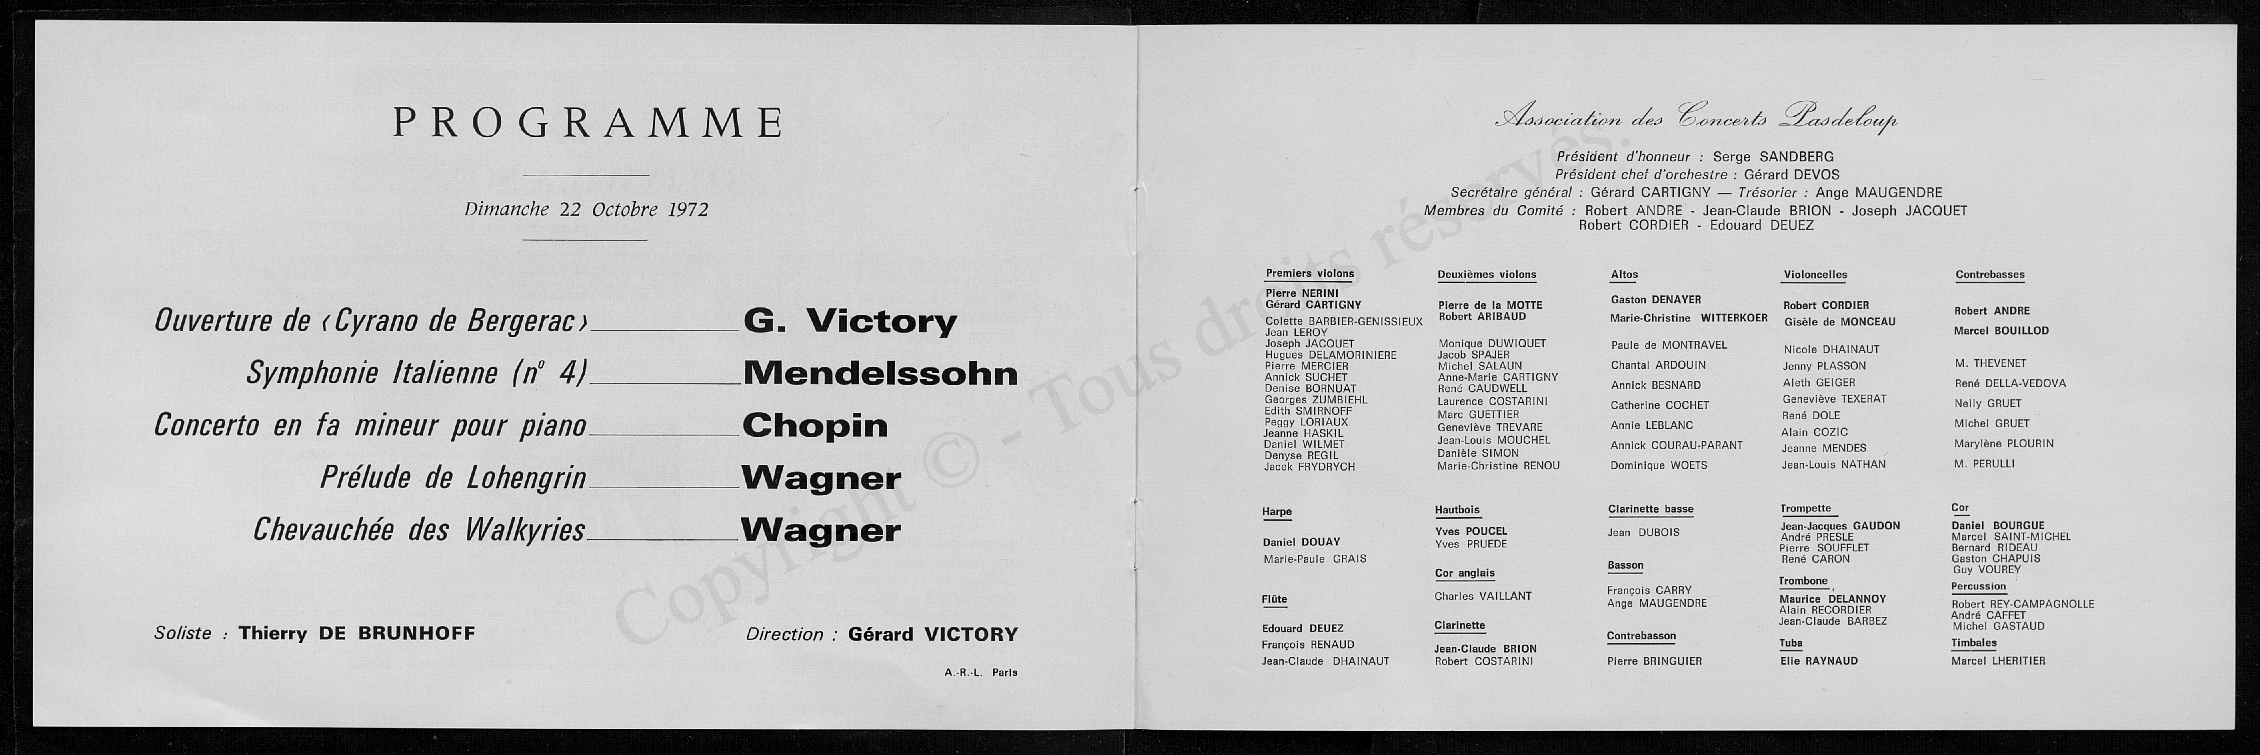 PROGRAMME
Dimanche 22 Octobre 1972
Ouverture de ‹ Cyrano de Bergerac › G. Victory
Symphonie Italienne (nº 4) Mendelssohn
Concerto en fa mineur pour piano Chopin
Prélude de Lohengrin Wagner
Chevauchée des Walkyries Wagner
Soliste : Thierry DE BRUNHOFF
Direction : Gérard VICTORY
A.-R.-L. Paris
Association des Concerts Pasdeloup
Président d'honneur : Serge SANDBERG
Président chef d'orchestre : Gérard DEVOS
Secrétaire général : Gérard CARTIGNY — Trésorier : Ange MAUGENDRE
Membres du Comité : Robert ANDRE - Jean-Claude BRION - Joseph JACQUET
Robert CORDIER - Edouard DEUEZ
Premiers violons
Pierre NERINI
Gérard CARTIGNY
Colette BARBIER-GENISSIEUX
Jean LEROY
Joseph JACQUET
Hugues DELAMORINIERE
Pierre MERCIER
Annick SUCHET
Denise BORNUAT
Georges ZUMBIEHL
Edith SMIRNOFF
Peggy LORIAUX
Jeanne HASKIL
Daniel WILMET
Denyse REGIL
Jacek FRYDRYCH
Deuxièmes violons
Pierre de la MOTTE
Robert ARIBAUD
Monique DUWIQUET
Jacob SPAJER
Michel SALAUN
Anne-Marie CARTIGNY
René CAUDWELL
Laurence COSTARINI
Marc GUETTIER
Geneviève TREVARE
Jean-Louis MOUCHEL
Danièle SIMON
Marie-Christine RENOU
Altos
Gaston DENAYER
Marie-Christine WITTERKOER
Paule de MONTRAVEL
Chantal ARDOUIN
Annick BESNARD
Catherine COCHET
Annie LEBLANC
Annick COURAU-PARANT
Dominique WOETS
Violoncelles
Robert CORDIER
Gisèle de MONCEAU
Nicole DHAINAUT
Jenny PLASSON
Aleth GEIGER
Geneviève TEXERAT
René DOLE
Alain COZIC
Jeanne MENDES
Jean-Louis NATHAN
Contrebasses
Robert ANDRE
Marcel BOUILLOD
M. THEVENET
René DELLA-VEDOVA
Nelly GRUET
Michel GRUET
Marylène PLOURIN
M. PERULLI
Harpe
Daniel DOUAY
Marie-Paule GRAIS
Flûte
Edouard DEUEZ
François RENAUD
Jean-Claude DHAINAUT
Hautbois
Yves POUCEL
Yves PRUEDE
Cor anglais
Charles VAILLANT
Clarinette
Jean-Claude BRION
Robert COSTARINI
Clarinette basse
Jean DUBOIS
Basson
François CARRY
Ange MAUGENDRE
Contrebasson
Pierre BRINGUIER
Trompette
Jean-Jacques GAUDON
André PRESLE
Pierre SOUFFLET
René CARON
Trombone
Maurice DELANNOY
Alain RECORDIER
Jean-Claude BARBEZ
Tuba
Elie RAYNAUD
Cor
Daniel BOURGUE
Marcel SAINT-MICHEL
Bernard RIDEAU
Gaston CHAPUIS
Guy VOUREY
Percussion
Robert REY-CAMPAGNOLLE
André CAFFET
Michel GASTAUD
Timbales
Marcel LHERITIER
Copyright © - Tous droits réservés.